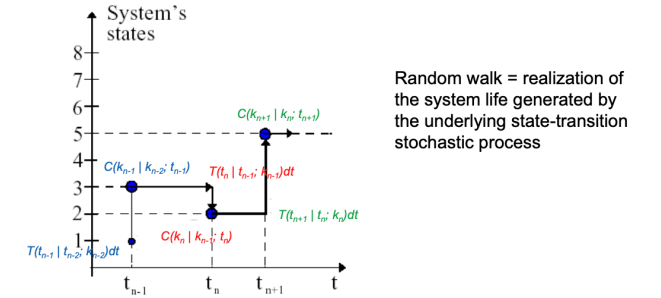 System's
states
8
7
6
C(kn+1 | kn; tn+1)
5
4
C(kn-1 | kn-2; tn-1)
T(tn | tn-1; kn-1)dt
3
2
T(tn+1 | tn; kn)dt
C(kn | kn-1; tn)
1
T(tn-1 | tn-2; kn-2)dt
tn-1
tn
tn+1
t
Random walk = realization of
the system life generated by
the underlying state-transition
stochastic process